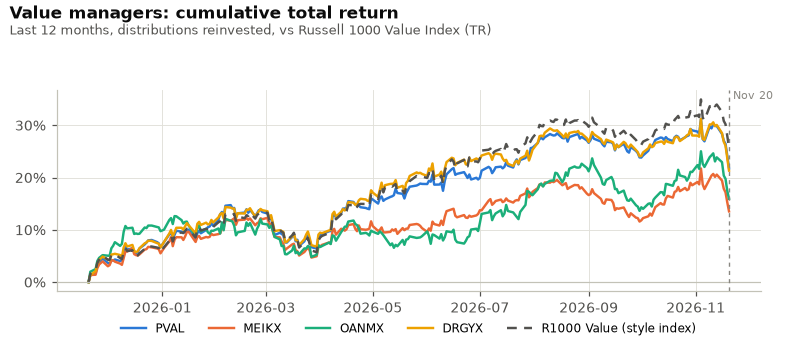 Value managers: cumulative total return
Last 12 months, distributions reinvested, vs Russell 1000 Value Index (TR)
Nov 20
30%
20%
10%
0%
2026-01 2026-03 2026-05 2026-07 2026-09 2026-11
PVAL MEIKX OANMX DRGYX R1000 Value (style index)